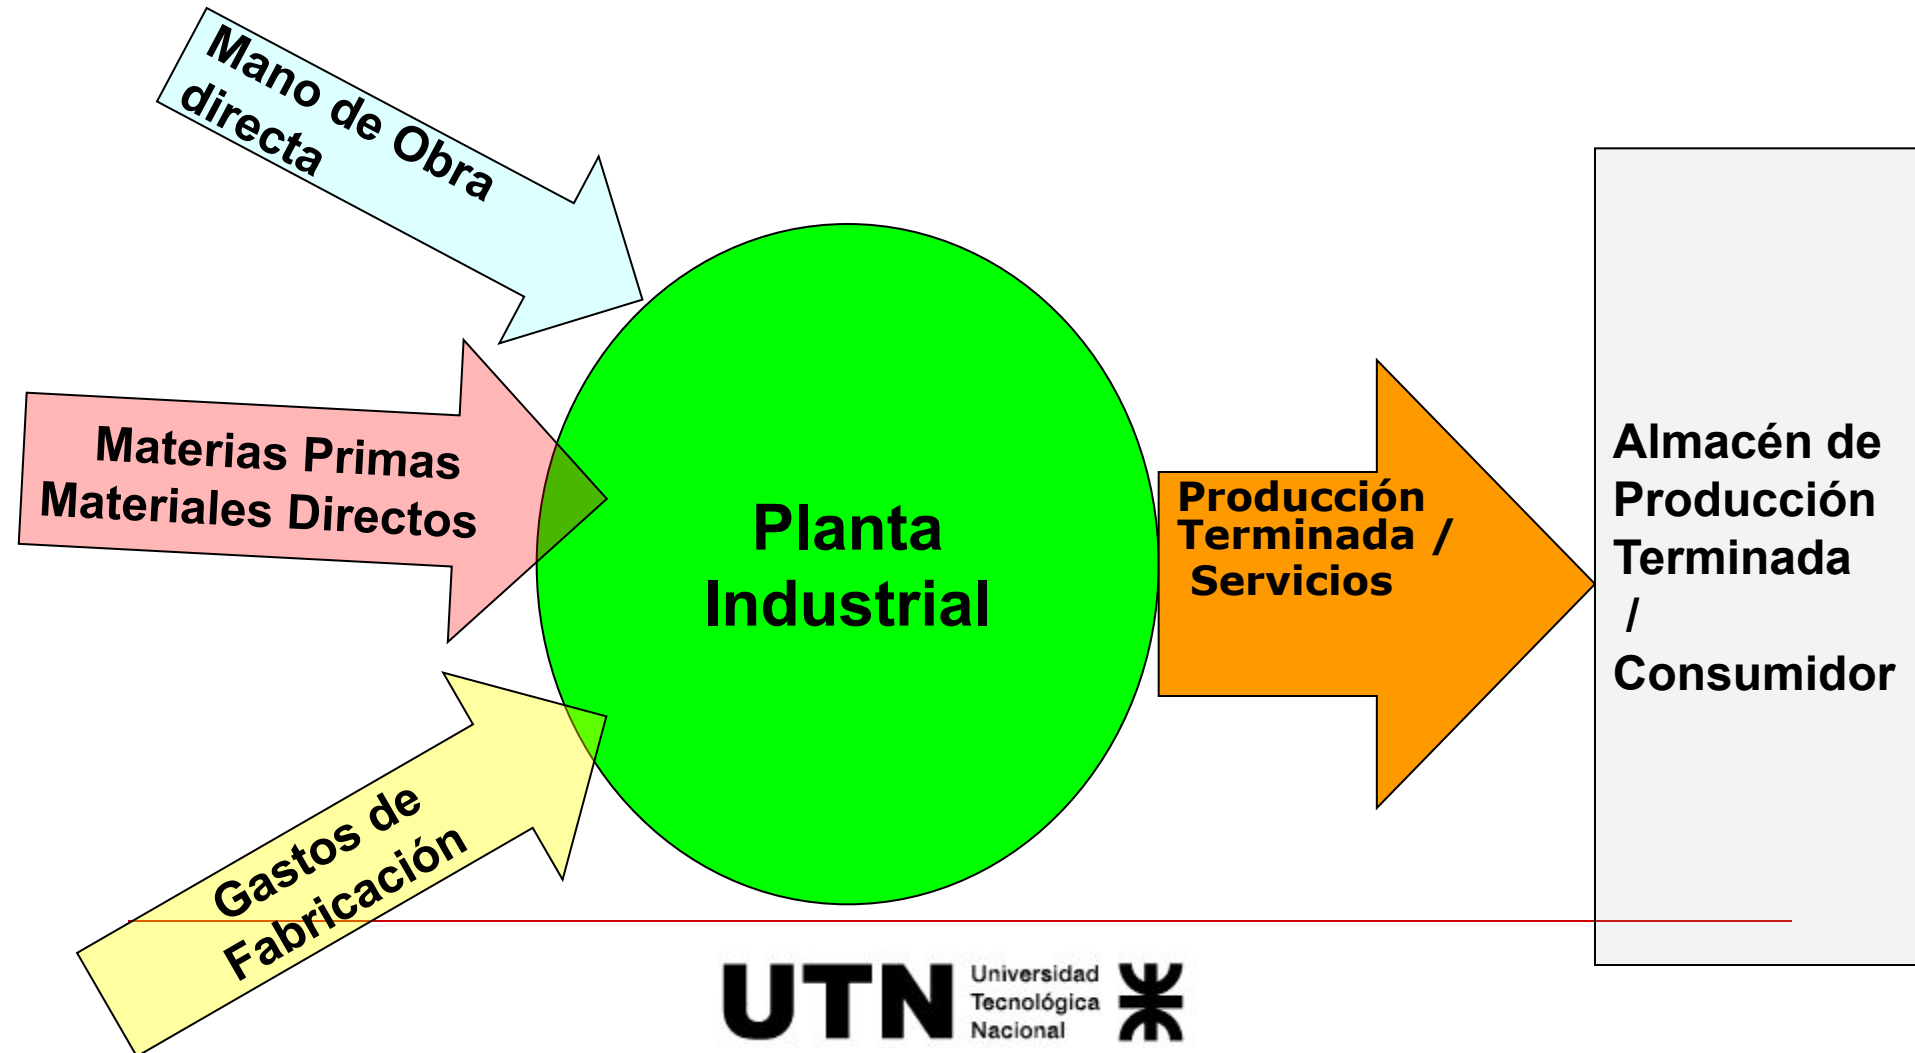 Mano de Obra
directa
Materias Primas
Materiales Directos
Gastos de
Fabricación
Planta
Industrial
Producción
Terminada /
Servicios
Almacén de
Producción
Terminada
/
Consumidor
UTN
Universidad
Tecnológica
Nacional